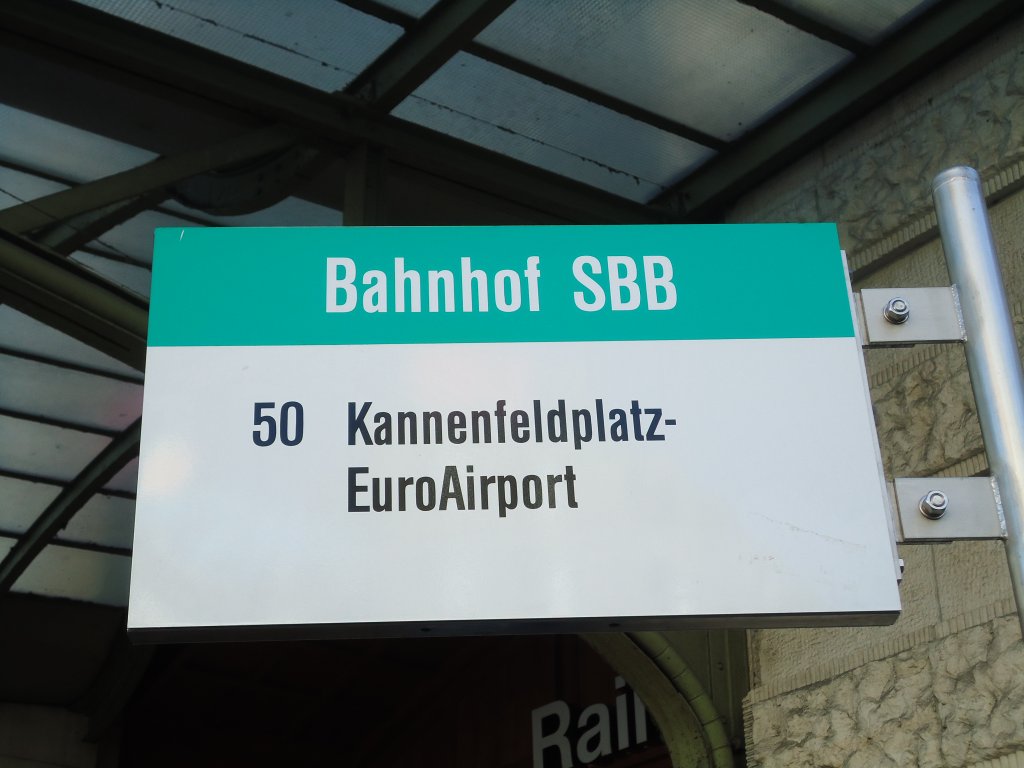 Bahnhof SBB
50 Kannenfeldplatz-
EuroAirport